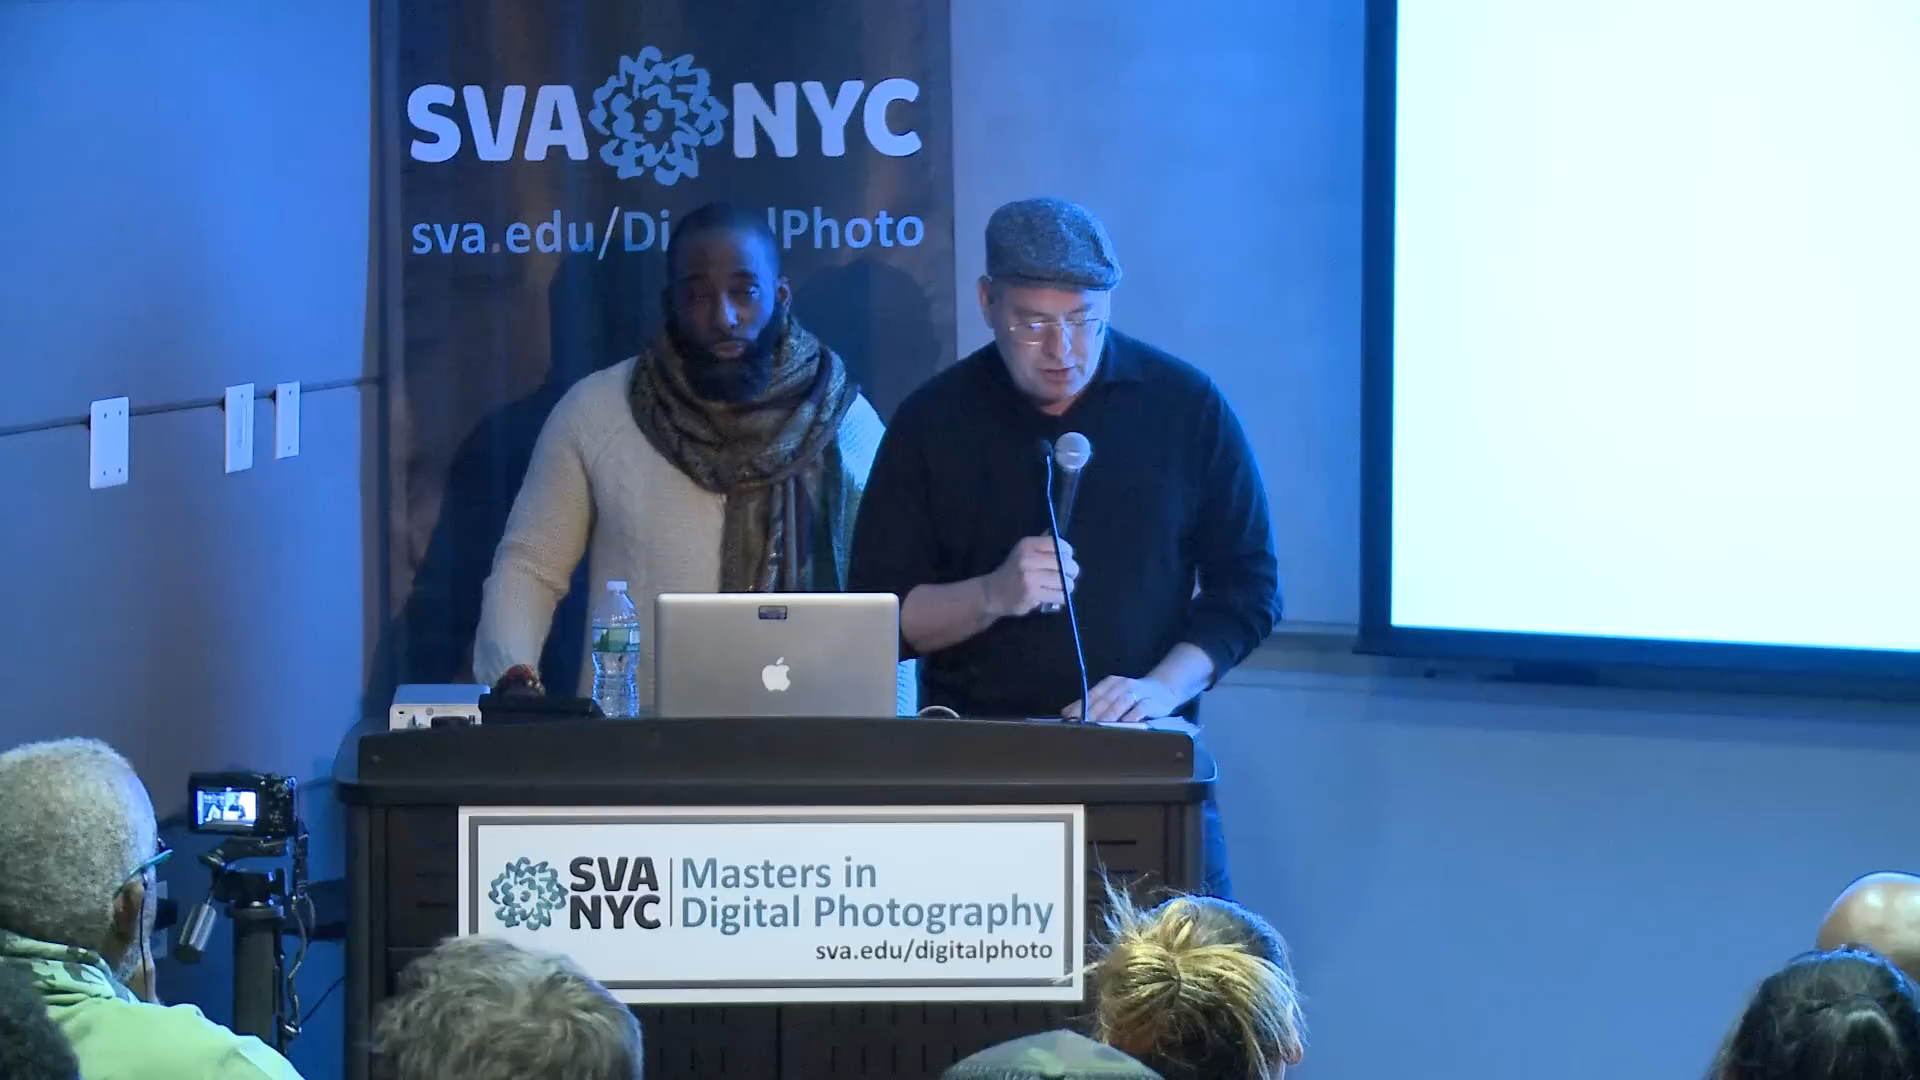 SVA NYC
sva.edu/Di lPhoto
SVA NYC
Masters in
Digital Photography
sva.edu/digitalphoto